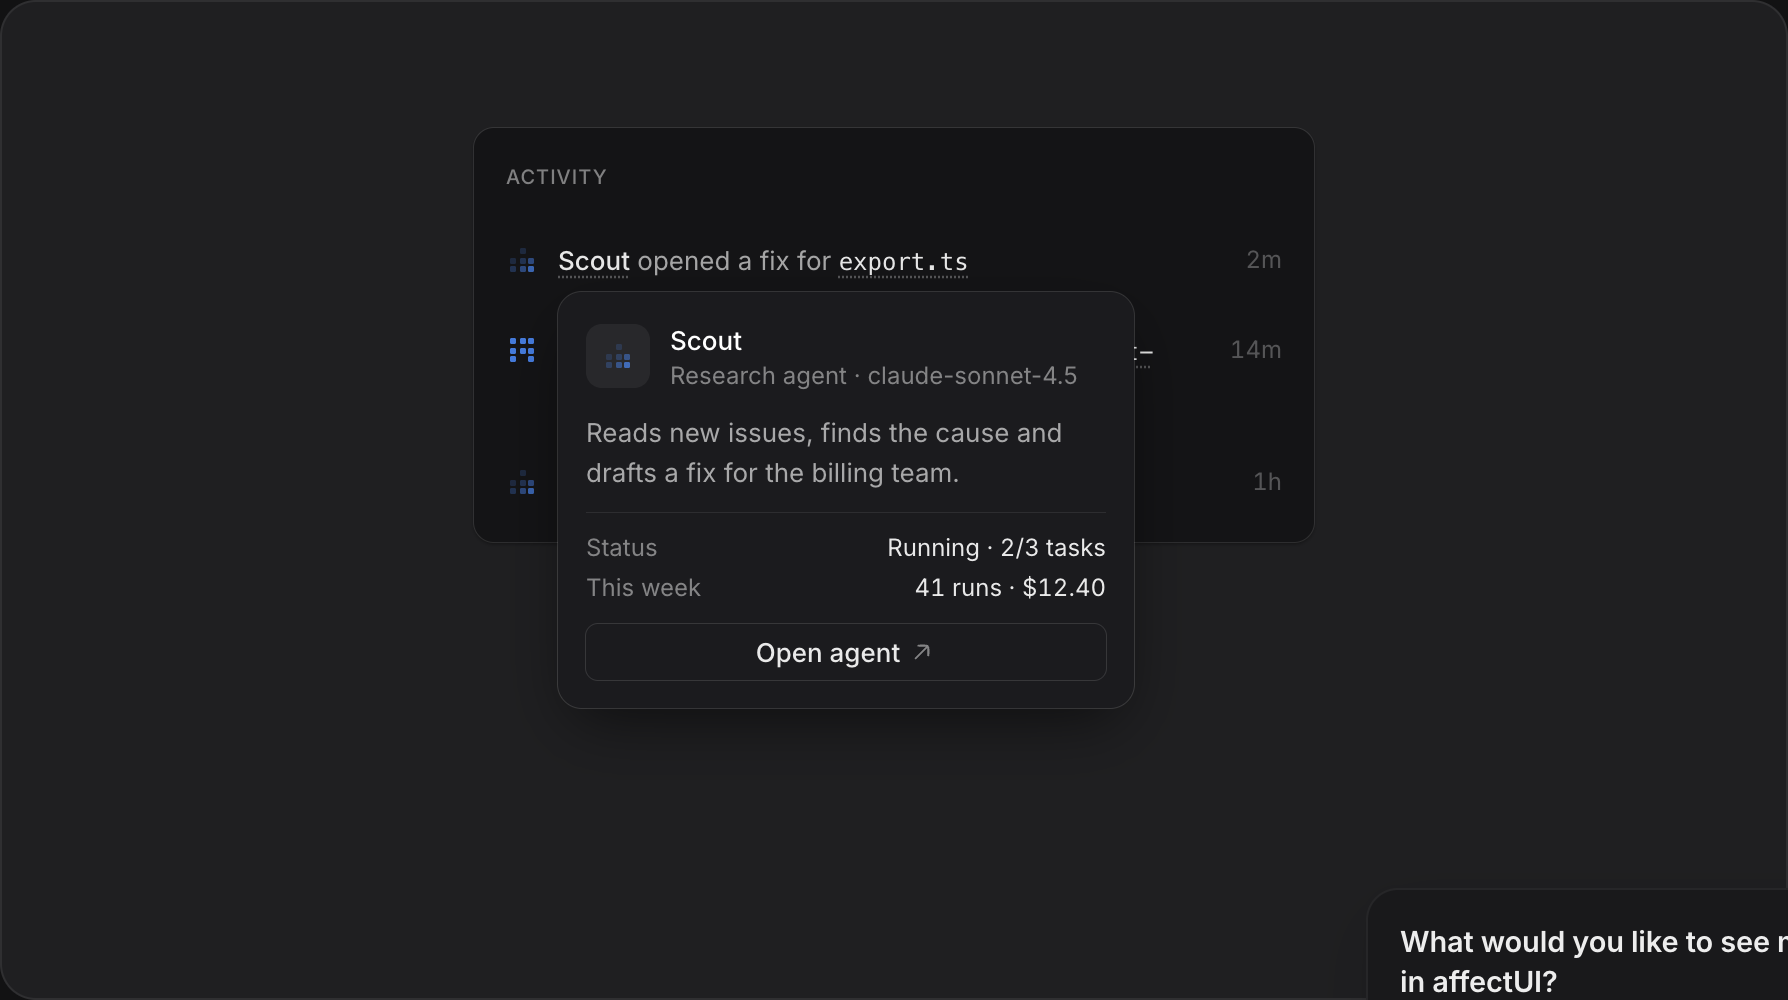 ACTIVITY
Scout opened a fix for export.ts
2m
14m
Scout
Research agent · claude-sonnet-4.5
Reads new issues, finds the cause and
drafts a fix for the billing team.
1h
Status
Running · 2/3 tasks
This week
41 runs · $12.40
Open agent ↗
What would you like to see
in affectUI?